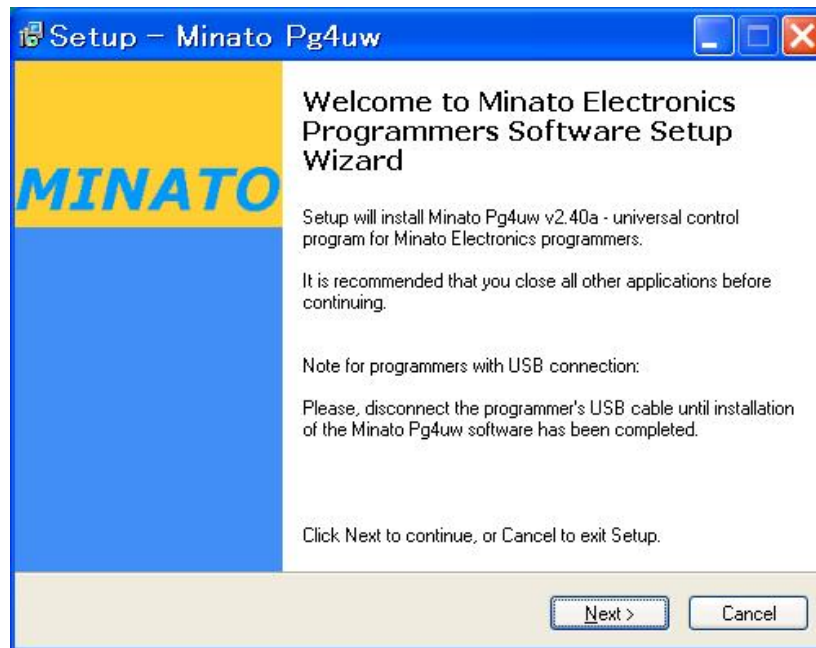 Setup - Minato Pg4uw
MINATO
Welcome to Minato Electronics
Programmers Software Setup
Wizard
Setup will install Minato Pg4uw v2.40a - universal control
program for Minato Electronics programmers.
It is recommended that you close all other applications before
continuing.
Note for programmers with USB connection:
Please, disconnect the programmer's USB cable until installation
of the Minato Pg4uw software has been completed.
Click Next to continue, or Cancel to exit Setup.
Next >
Cancel